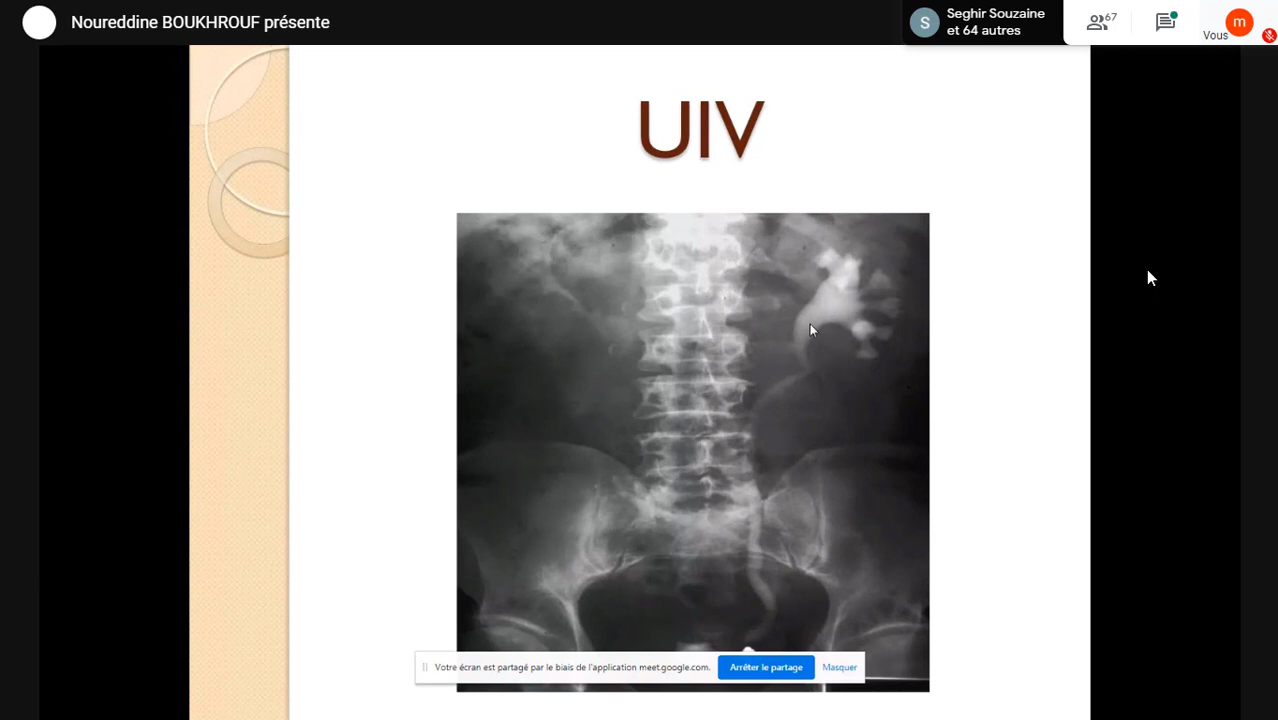 Noureddine BOUKHROUF présente
S
Seghir Souzaine
et 64 autres
67
Vous
m
UIV
Votre écran est partagé par le biais de l'application meet.google.com.
Arrêter le partage
Masquer